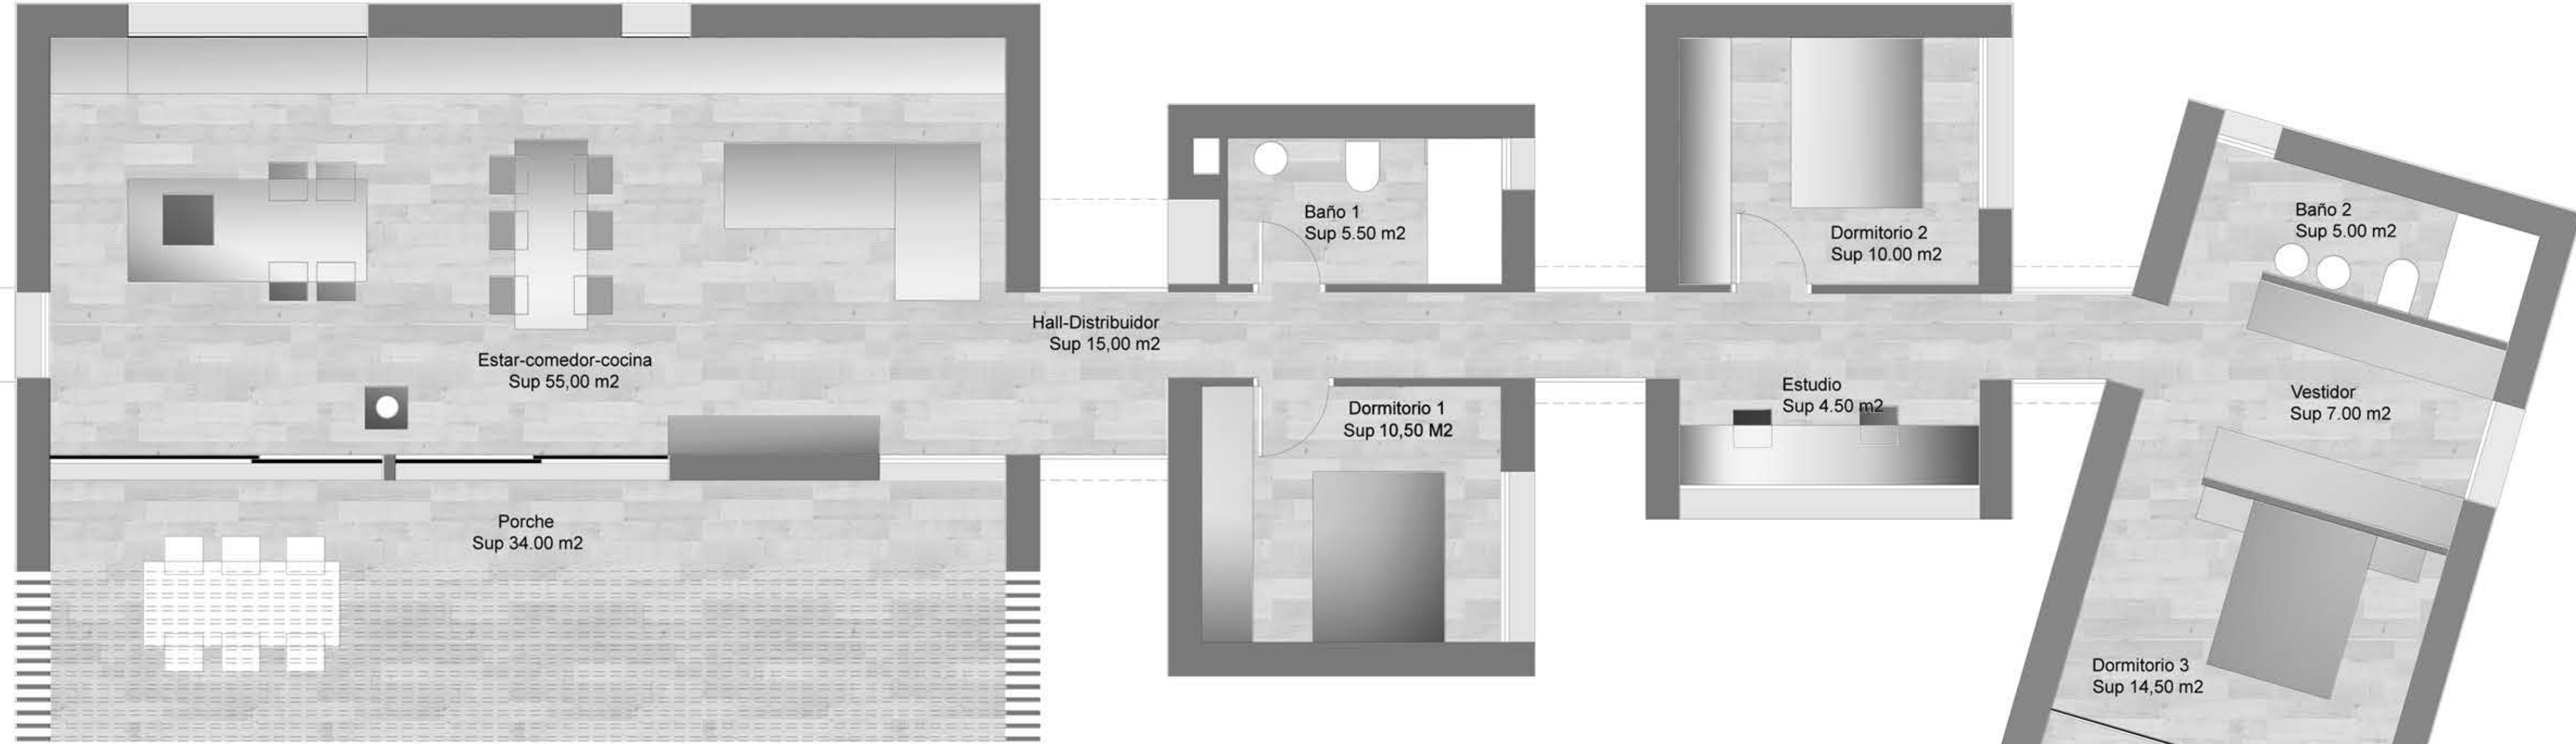 Estar-comedor-cocina
Sup 55,00 m2
Porche
Sup 34.00 m2
Hall-Distribuidor
Sup 15,00 m2
Baño 1
Sup 5.50 m2
Dormitorio 1
Sup 10,50 M2
Dormitorio 2
Sup 10.00 m2
Estudio
Sup 4.50 m2
Baño 2
Sup 5.00 m2
Vestidor
Sup 7.00 m2
Dormitorio 3
Sup 14,50 m2